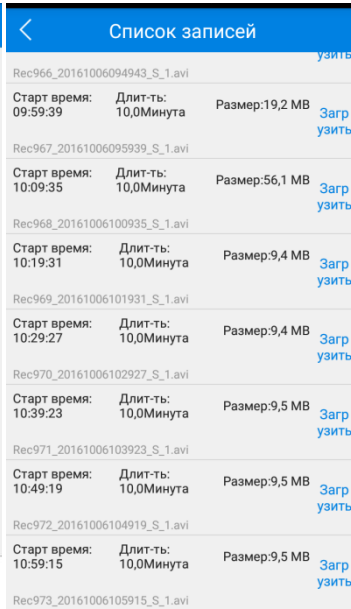 Список записей
узить
Rec966_20161006094943_S_1.avi
Старт время: Длит-ть: Размер:19,2 MB Загр
09:59:39 10,0Минута узить
Rec967_20161006095939_S_1.avi
Старт время: Длит-ть: Размер:56,1 MB Загр
10:09:35 10,0Минута узить
Rec968_20161006100935_S_1.avi
Старт время: Длит-ть: Размер:9,4 MB Загр
10:19:31 10,0Минута узить
Rec969_20161006101931_S_1.avi
Старт время: Длит-ть: Размер:9,4 MB Загр
10:29:27 10,0Минута узить
Rec970_20161006102927_S_1.avi
Старт время: Длит-ть: Размер:9,5 MB Загр
10:39:23 10,0Минута узить
Rec971_20161006103923_S_1.avi
Старт время: Длит-ть: Размер:9,5 MB Загр
10:49:19 10,0Минута узить
Rec972_20161006104919_S_1.avi
Старт время: Длит-ть: Размер:9,5 MB Загр
10:59:15 10,0Минута узить
Rec973_20161006105915_S_1.avi